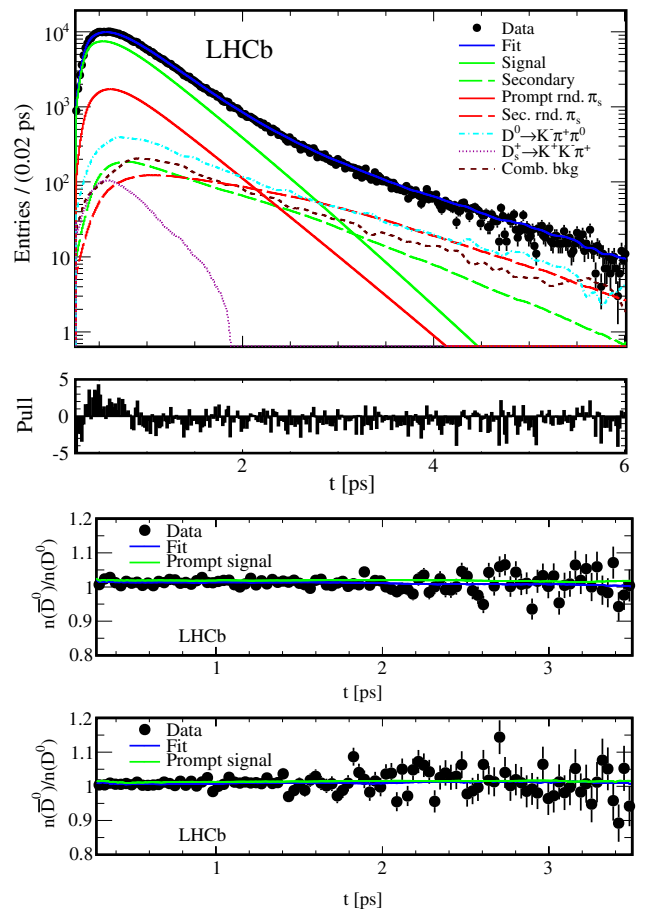 LHCb
Data
Fit
Signal
Secondary
Prompt rnd. πₛ
Sec. rnd. πₛ
D⁰→K⁻π⁺π⁰
Dₛ⁺→K⁺K⁻π⁺
Comb. bkg
Entries / (0.02 ps)
10⁴
10³
10²
10
1
Pull
5
0
-5
2
4
6
t [ps]
n(D̅⁰)/n(D⁰)
1.2
1.1
1.0
0.9
0.8
Data
Fit
Prompt signal
LHCb
1
2
3
t [ps]
n(D̅⁰)/n(D⁰)
1.2
1.1
1.0
0.9
0.8
Data
Fit
Prompt signal
LHCb
1
2
3
t [ps]